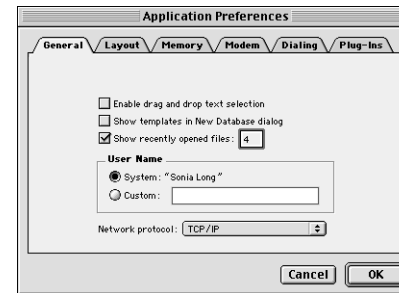 Application Preferences
General Layout Memory Modem Dialing Plug-Ins
Enable drag and drop text selection
Show templates in New Database dialog
Show recently opened files: 4
User Name
System: "Sonia Long"
Custom:
Network protocol: TCP/IP
Cancel OK